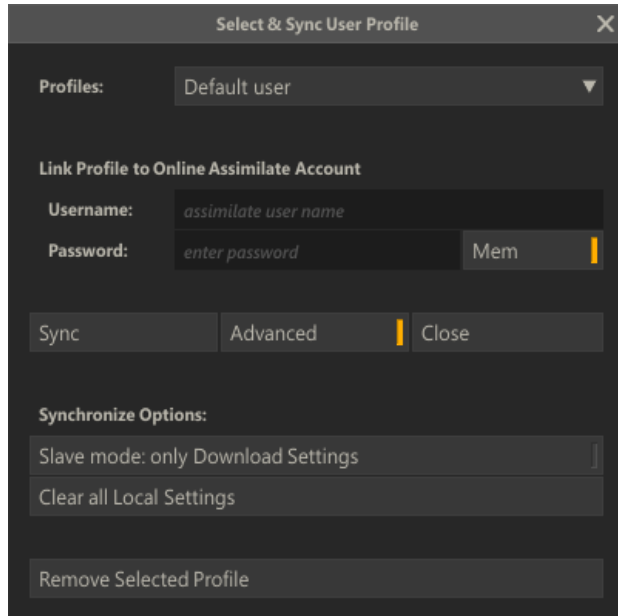 Select & Sync User Profile
Profiles: Default user
Link Profile to Online Assimilate Account
Username: assimilate user name
Password: enter password Mem
Sync Advanced Close
Synchronize Options:
Slave mode: only Download Settings
Clear all Local Settings
Remove Selected Profile